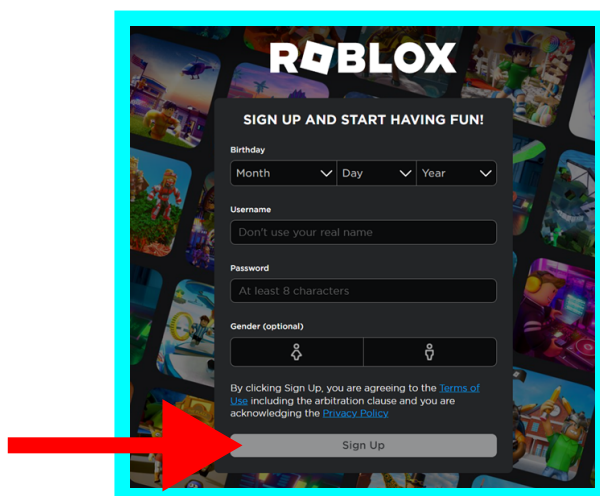 ROBLOX
SIGN UP AND START HAVING FUN!
Birthday
Month Day Year
Username
Don't use your real name
Password
At least 8 characters
Gender (optional)
By clicking Sign Up, you are agreeing to the Terms of
Use including the arbitration clause and you are
acknowledging the Privacy Policy
Sign Up